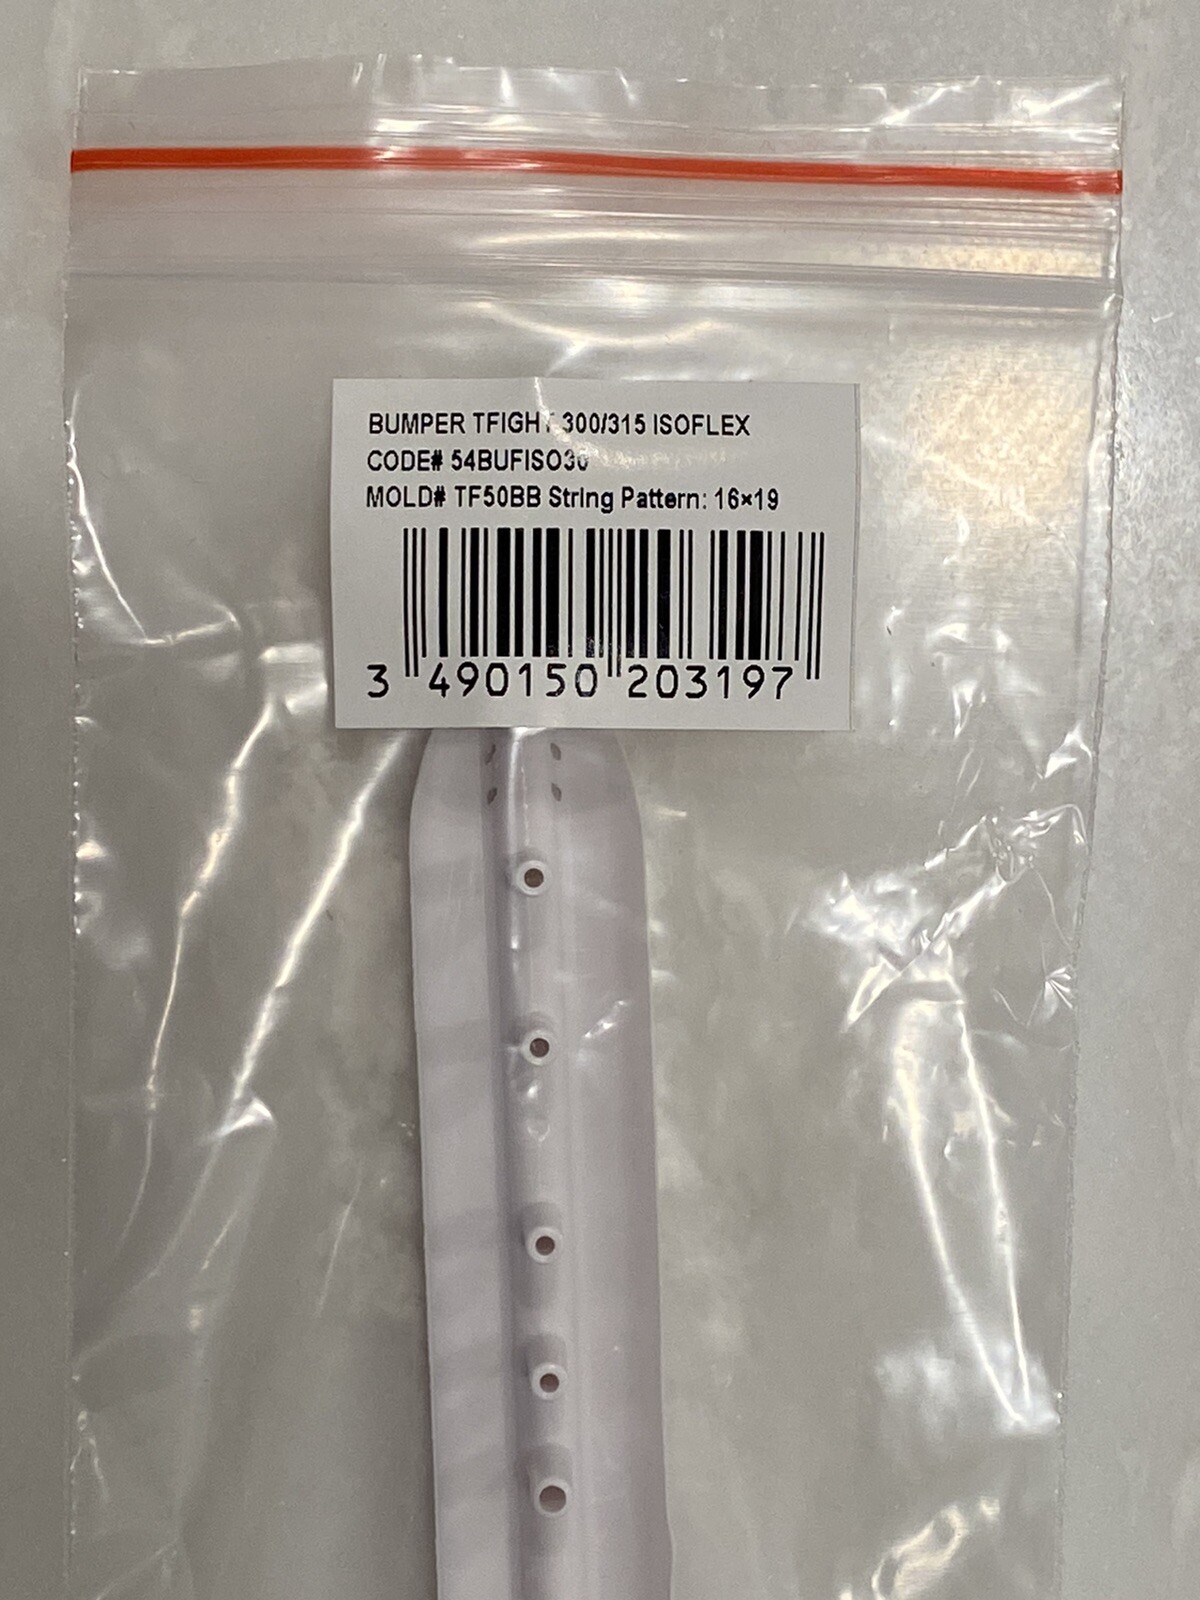 BUMPER TFIGHT 300/315 ISOFLEX
CODE# 54BUFISO30
MOLD# TF50BB String Pattern: 16×19
3 490150 203197